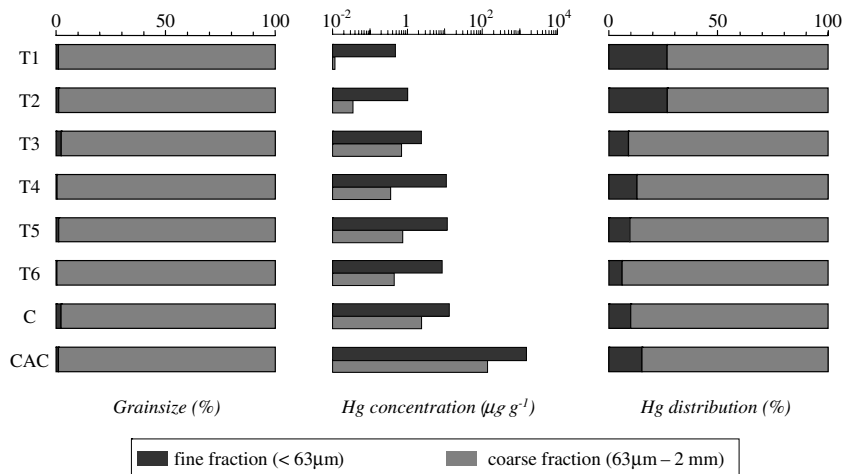 0 50 100
10⁻² 1 10² 10⁴
0 50 100
T1
T2
T3
T4
T5
T6
C
CAC
Grainsize (%)
Hg concentration (µg g⁻¹)
Hg distribution (%)
fine fraction (< 63µm)
coarse fraction (63µm – 2 mm)